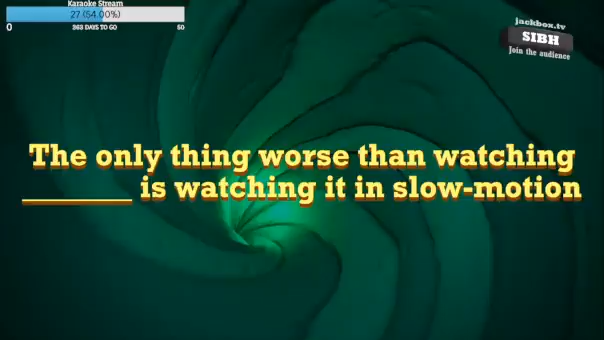 Karaoke Stream
27 (54.00%)
0 363 DAYS TO GO 50
jackbox.tv
SIBH
Join the audience
The only thing worse than watching
________ is watching it in slow-motion